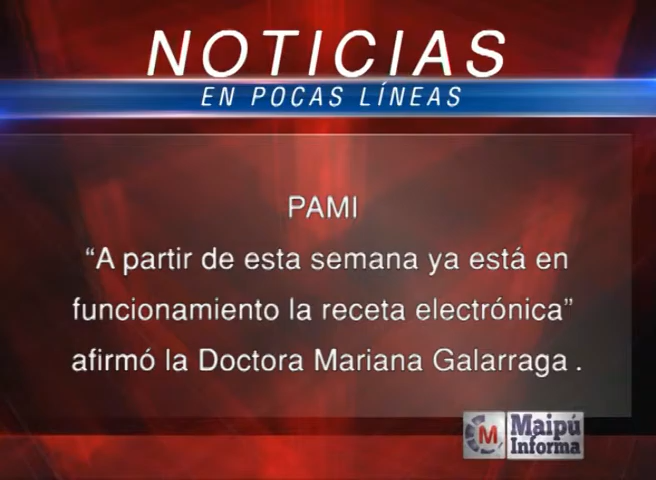 NOTICIAS
EN POCAS LÍNEAS
PAMI
“A partir de esta semana ya está en
funcionamiento la receta electrónica”
afirmó la Doctora Mariana Galarraga .
M Maipú
Informa